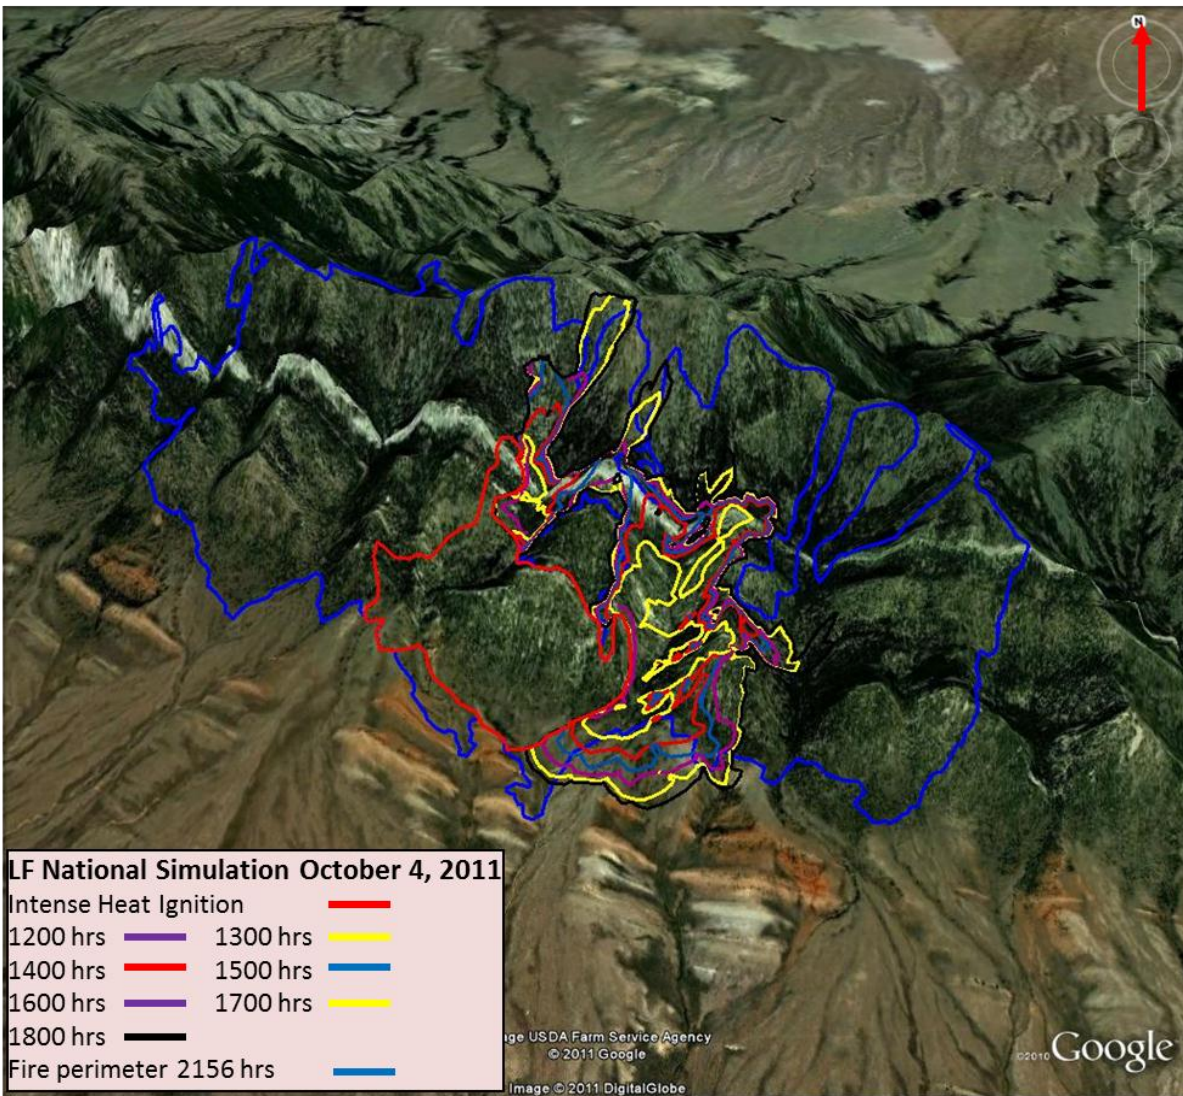 N
LF National Simulation October 4, 2011
Intense Heat Ignition
1200 hrs 1300 hrs
1400 hrs 1500 hrs
1600 hrs 1700 hrs
1800 hrs
Fire perimeter 2156 hrs
age USDA Farm Service Agency
© 2011 Google
Image © 2011 DigitalGlobe
©2010 Google